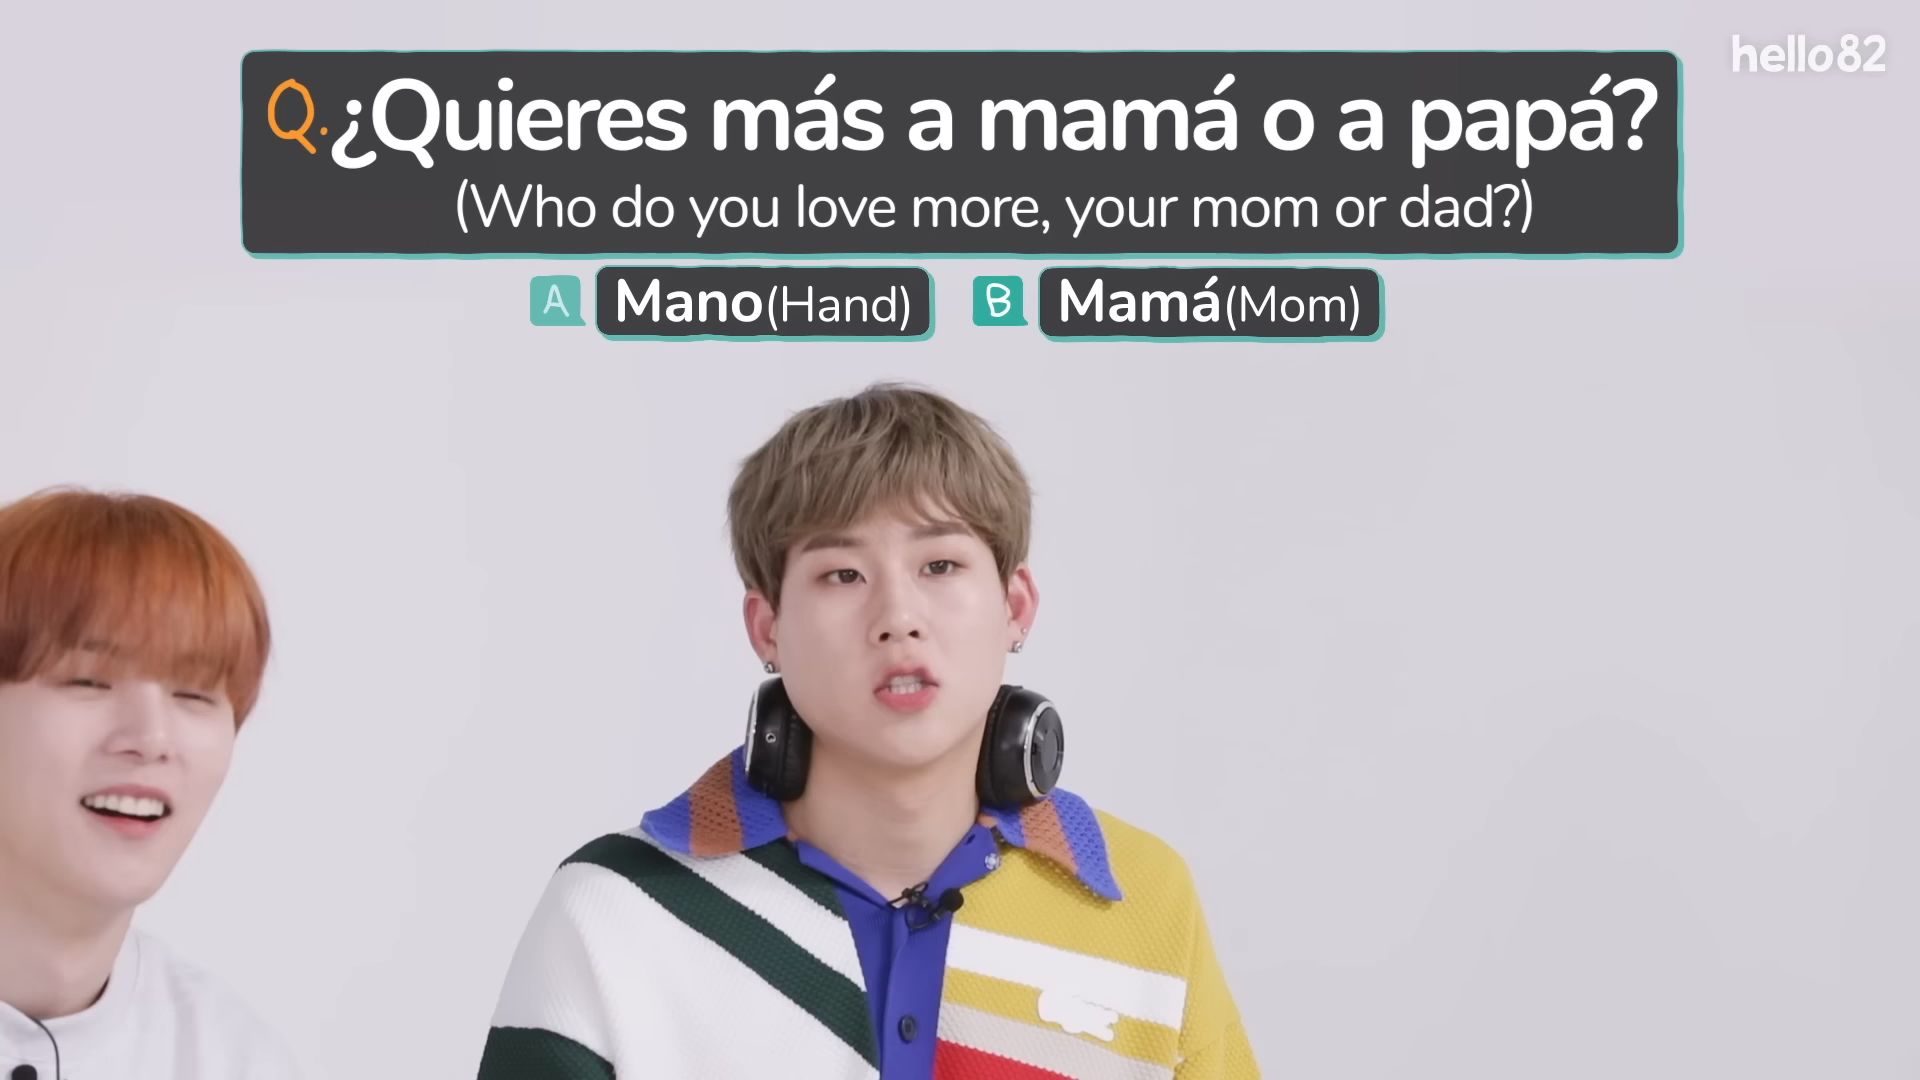 hello82
Q. ¿Quieres más a mamá o a papá?
(Who do you love more, your mom or dad?)
A Mano(Hand) B Mamá(Mom)